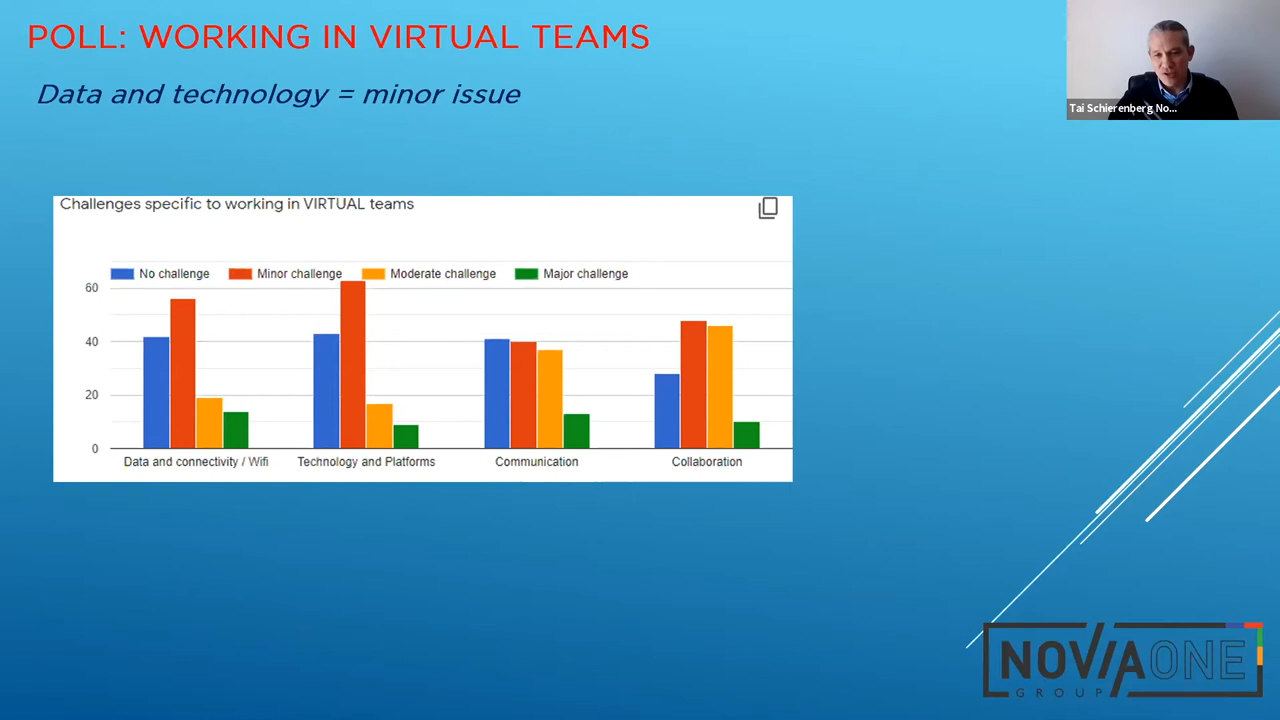 POLL: WORKING IN VIRTUAL TEAMS
Data and technology = minor issue
Tai Schierenberg No...
Challenges specific to working in VIRTUAL teams
No challenge Minor challenge Moderate challenge Major challenge
60
40
20
0
Data and connectivity / Wifi Technology and Platforms Communication Collaboration
NOVIAONE
GROUP